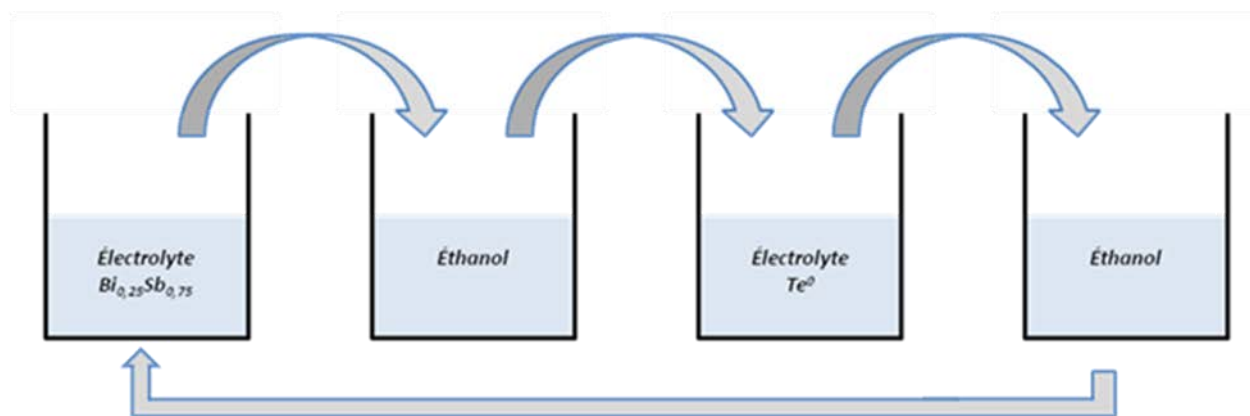 Électrolyte
Bi₀,₂₅Sb₀,₇₅
Éthanol
Électrolyte
Te⁰
Éthanol